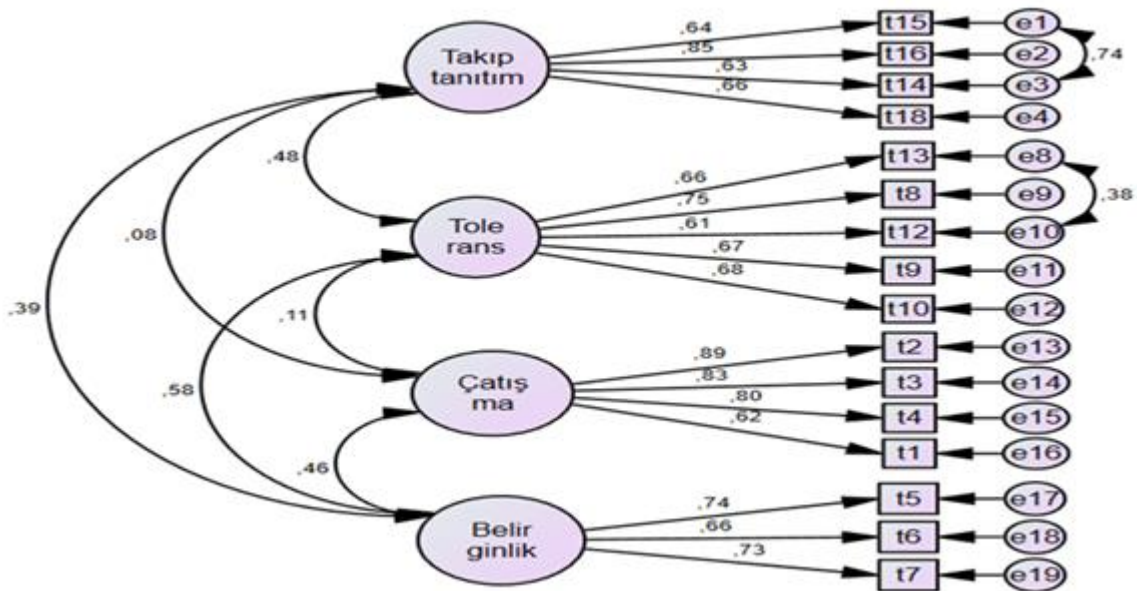 ,64
t15
e1
Takıp
tanıtım
,85
t16
e2
,74
,63
t14
e3
,66
t18
e4
,48
,66
t13
e8
,75
t8
e9
,38
Tole
rans
,61
t12
e10
,08
,67
t9
e11
,68
t10
e12
,39
,11
,89
t2
e13
,83
t3
e14
Çatış
ma
,58
,80
t4
e15
,62
t1
e16
,46
,74
t5
e17
Belir
ginlik
,66
t6
e18
,73
t7
e19